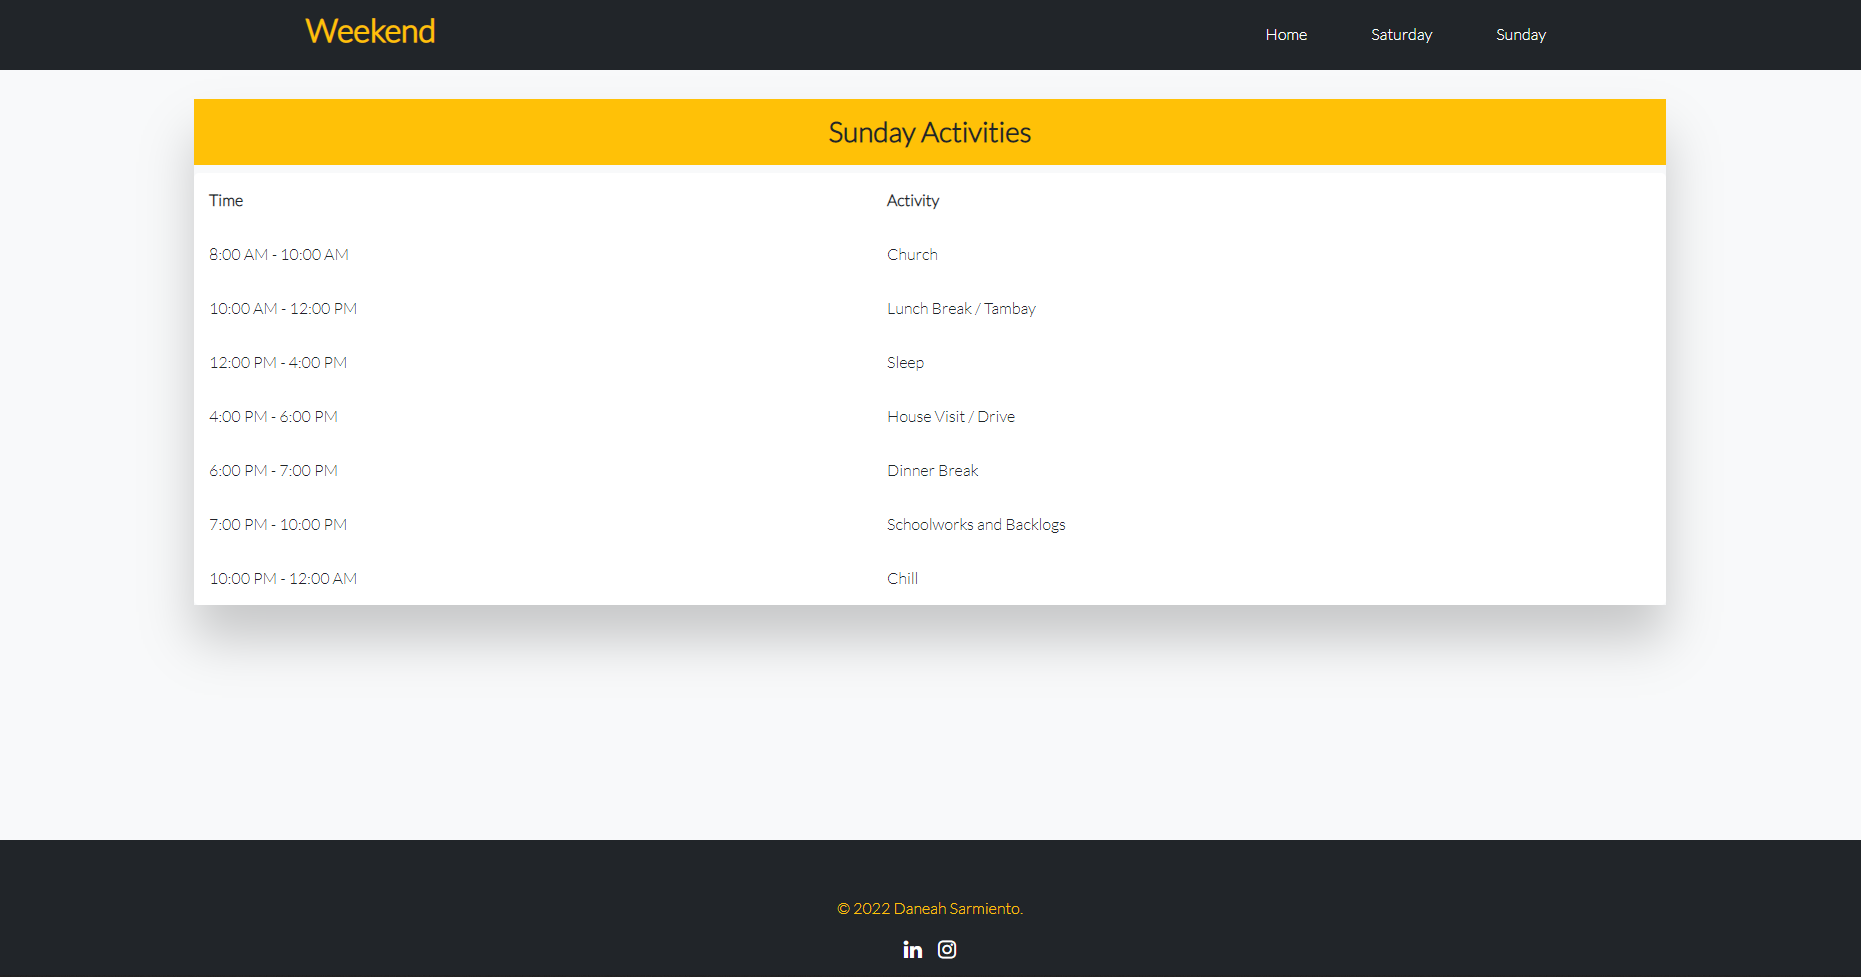 Weekend
Home Saturday Sunday
Sunday Activities
Time Activity
8:00 AM - 10:00 AM Church
10:00 AM - 12:00 PM Lunch Break / Tambay
12:00 PM - 4:00 PM Sleep
4:00 PM - 6:00 PM House Visit / Drive
6:00 PM - 7:00 PM Dinner Break
7:00 PM - 10:00 PM Schoolworks and Backlogs
10:00 PM - 12:00 AM Chill
© 2022 Daneah Sarmiento.
in